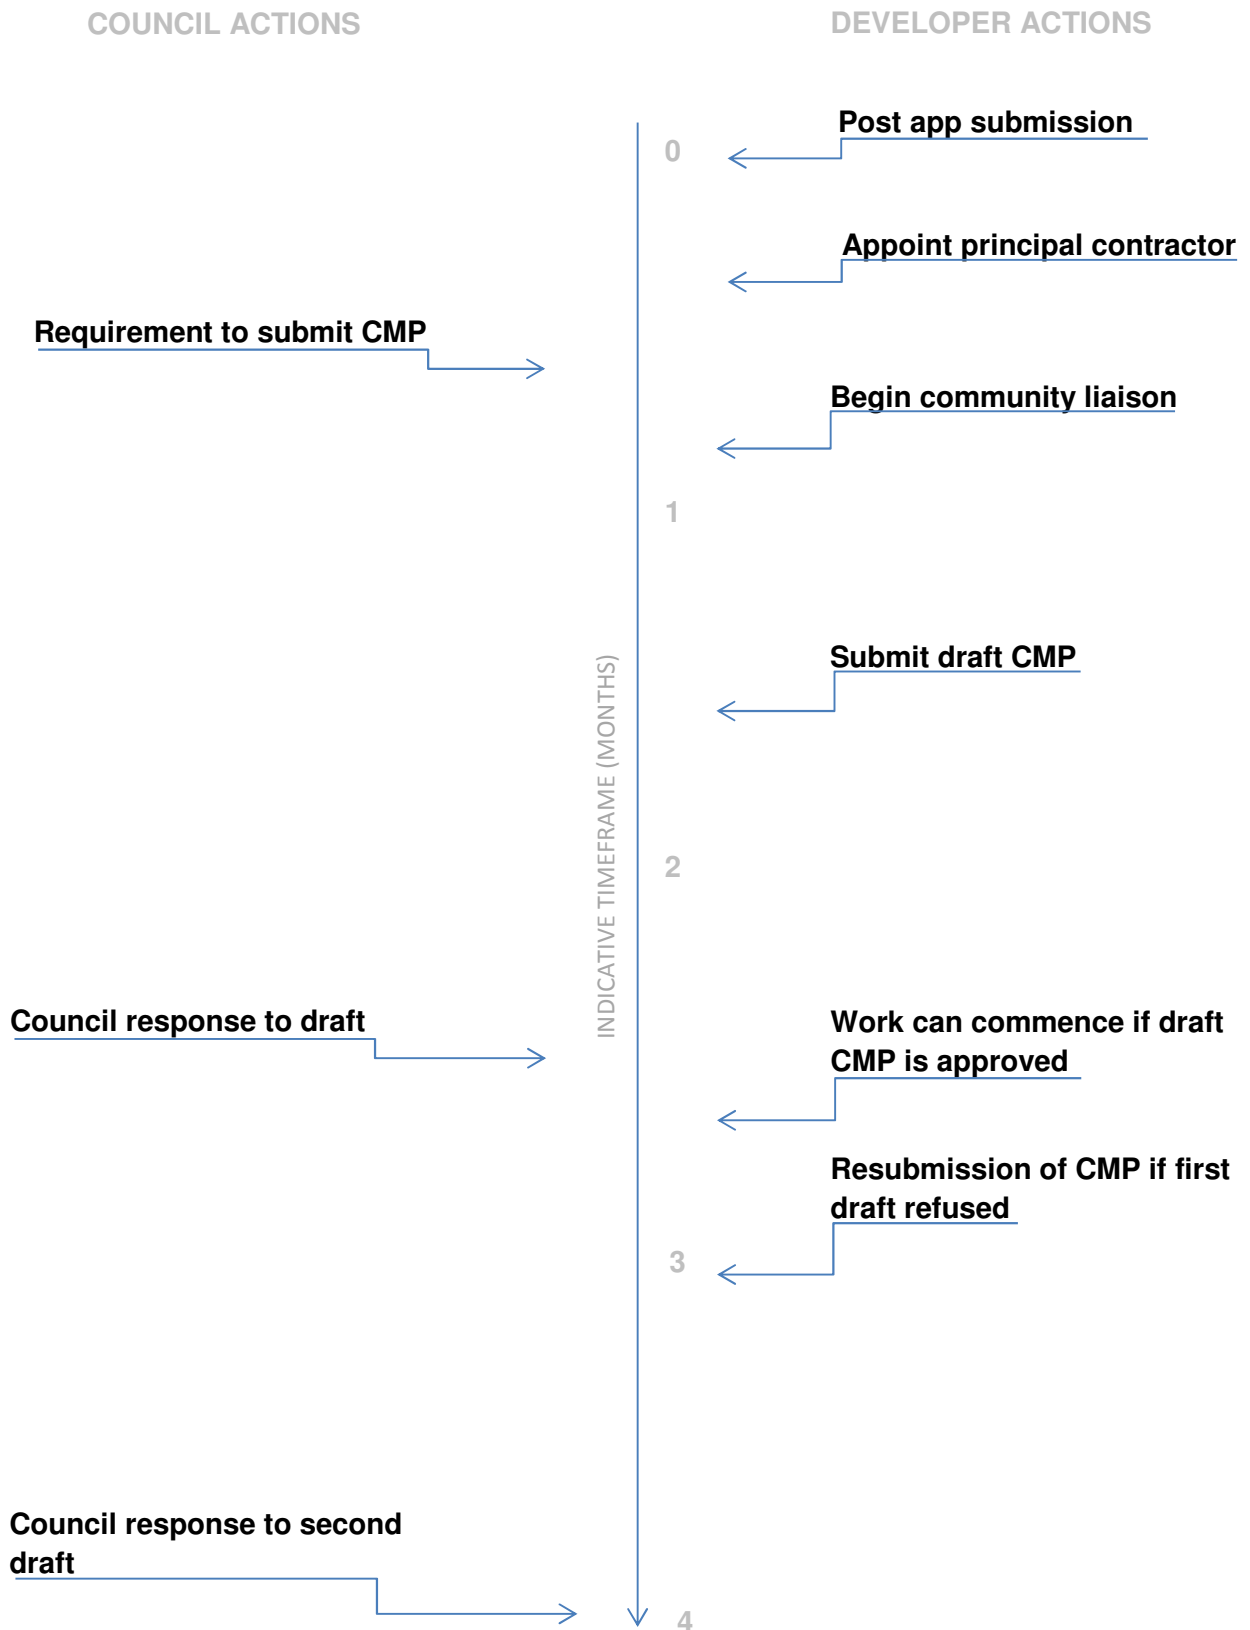 COUNCIL ACTIONS
DEVELOPER ACTIONS
Post app submission
0
Appoint principal contractor
Requirement to submit CMP
Begin community liaison
1
Submit draft CMP
INDICATIVE TIMEFRAME (MONTHS)
2
Council response to draft
Work can commence if draft
CMP is approved
Resubmission of CMP if first
draft refused
3
Council response to second
draft
4